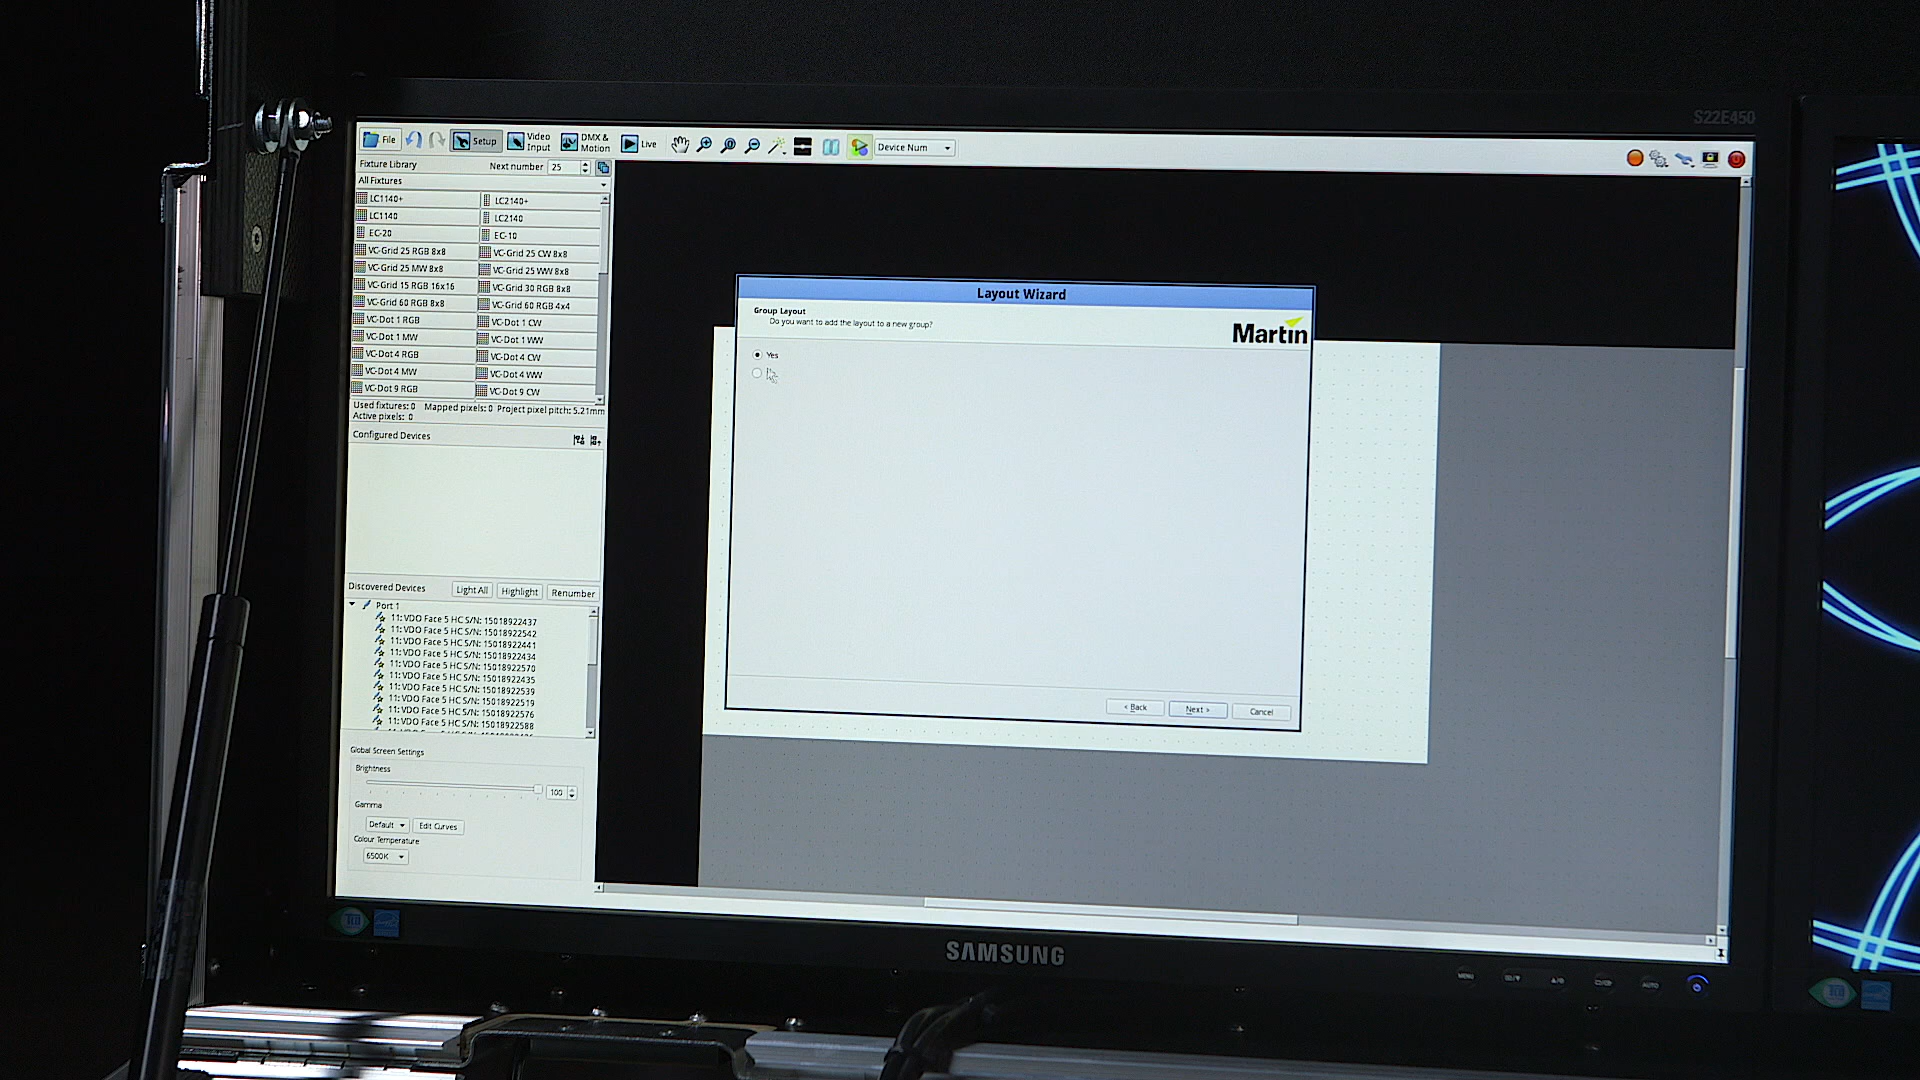 S22E450
File
Setup
Video Input
DMX & Motion
Live
Device Num
Fixture Library
Next number 25
All Fixtures
LC1140+
LC2140+
LC1140
LC2140
EC-20
EC-10
VC-Grid 25 RGB 8x8
VC-Grid 25 CW 8x8
VC-Grid 25 MW 8x8
VC-Grid 25 WW 8x8
VC-Grid 15 RGB 16x16
VC-Grid 30 RGB 8x8
VC-Grid 60 RGB 8x8
VC-Grid 60 RGB 4x4
VC-Dot 1 RGB
VC-Dot 1 CW
VC-Dot 1 MW
VC-Dot 1 WW
VC-Dot 4 RGB
VC-Dot 4 CW
VC-Dot 4 MW
VC-Dot 4 WW
VC-Dot 9 RGB
VC-Dot 9 CW
Used fixtures: 0 Mapped pixels: 0 Project pixel pitch: 5.21mm
Active pixels: 0
Configured Devices
Discovered Devices
Light All
Highlight
Renumber
Port 1
11: VDO Face 5 HC S/N: 15018922437
11: VDO Face 5 HC S/N: 15018922542
11: VDO Face 5 HC S/N: 15018922441
11: VDO Face 5 HC S/N: 15018922434
11: VDO Face 5 HC S/N: 15018922570
11: VDO Face 5 HC S/N: 15018922435
11: VDO Face 5 HC S/N: 15018922539
11: VDO Face 5 HC S/N: 15018922519
11: VDO Face 5 HC S/N: 15018922576
11: VDO Face 5 HC S/N: 15018922588
Global Screen Settings
Brightness
100
Gamma
Default
Edit Curves
Colour Temperature
6500K
Layout Wizard
Group Layout
Do you want to add the layout to a new group?
Martin
Yes
< Back
Next >
Cancel
SAMSUNG
MENU
AUTO